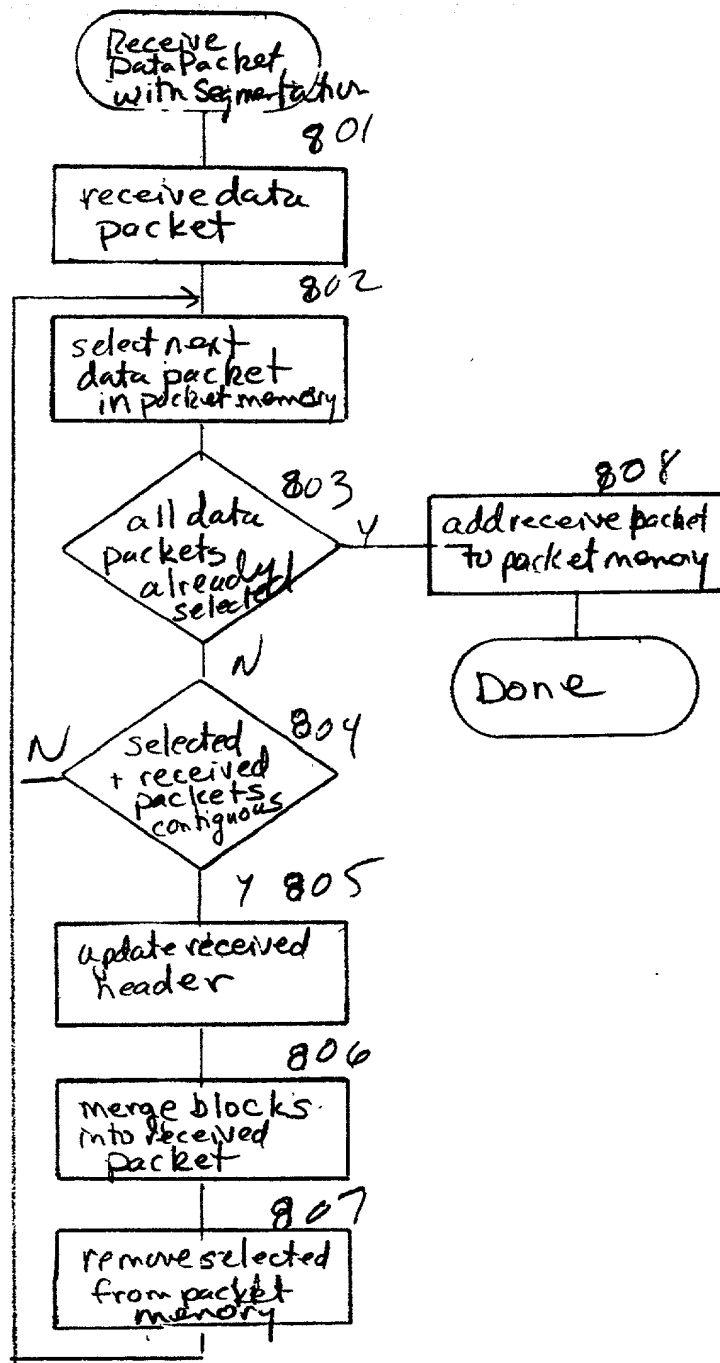 Receive
Data Packet
with Segmentation
801
receive data
packet
802
select next
data packet
in packet memory
803
all data
packets
already
selected
Y
808
add receive packet
to packet memory
Done
N
804
N
selected
+ received
packets
contiguous
Y 805
update received
header
806
merge blocks
into received
packet
807
remove selected
from packet
memory